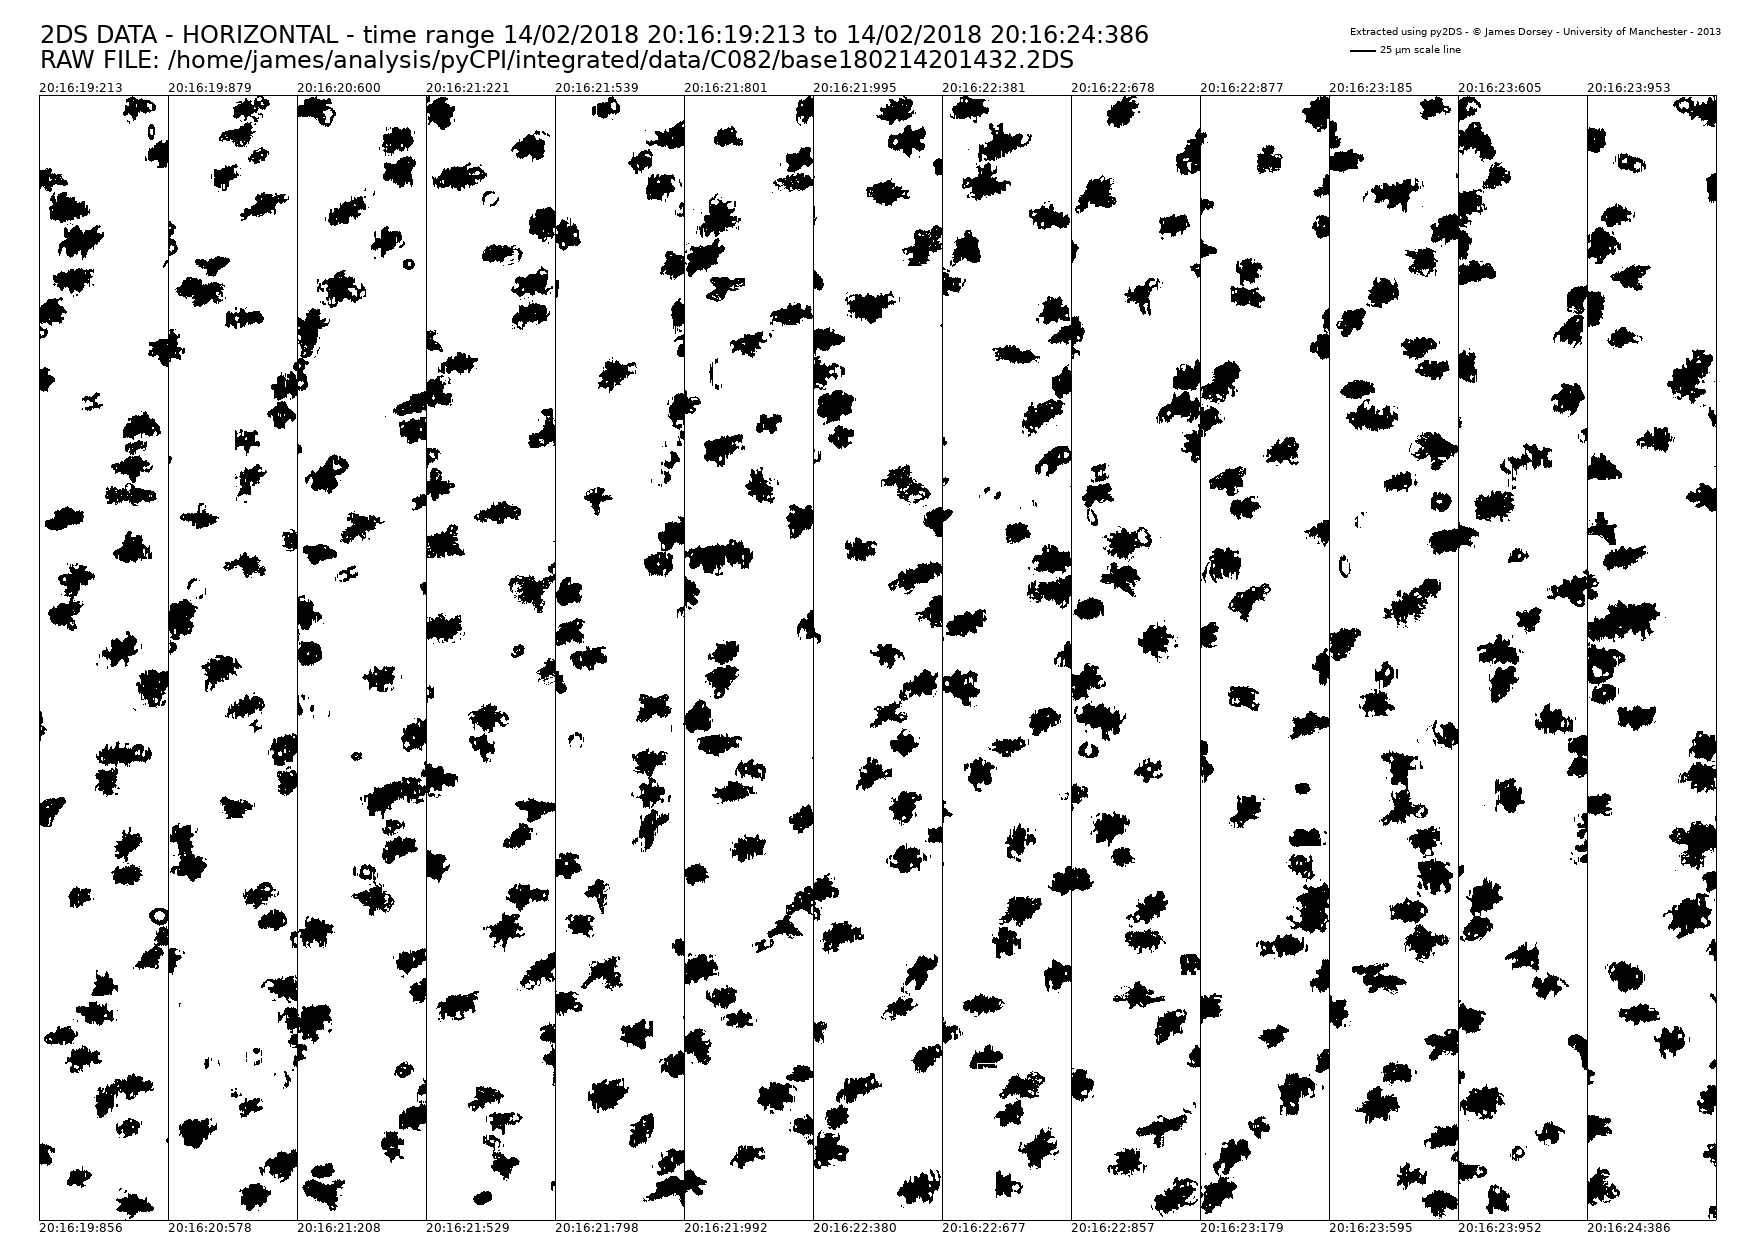 2DS DATA - HORIZONTAL - time range 14/02/2018 20:16:19:213 to 14/02/2018 20:16:24:386
RAW FILE: /home/james/analysis/pyCPI/integrated/data/C082/base180214201432.2DS
Extracted using py2DS - © James Dorsey - University of Manchester - 2013
25 µm scale line
20:16:19:213 20:16:19:879 20:16:20:600 20:16:21:221 20:16:21:539 20:16:21:801 20:16:21:995 20:16:22:381 20:16:22:678 20:16:22:877 20:16:23:185 20:16:23:605 20:16:23:953
20:16:19:856 20:16:20:578 20:16:21:208 20:16:21:529 20:16:21:798 20:16:21:992 20:16:22:380 20:16:22:677 20:16:22:857 20:16:23:179 20:16:23:595 20:16:23:952 20:16:24:386